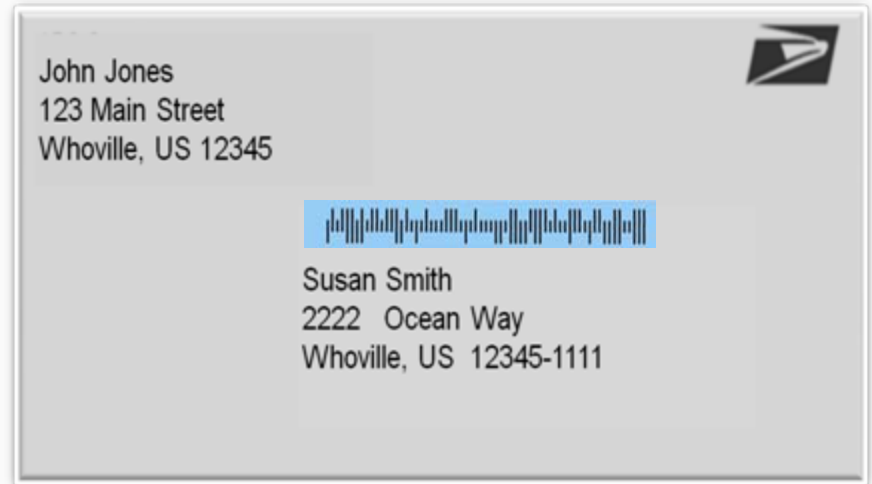 John Jones
123 Main Street
Whoville, US 12345
Susan Smith
2222 Ocean Way
Whoville, US 12345-1111